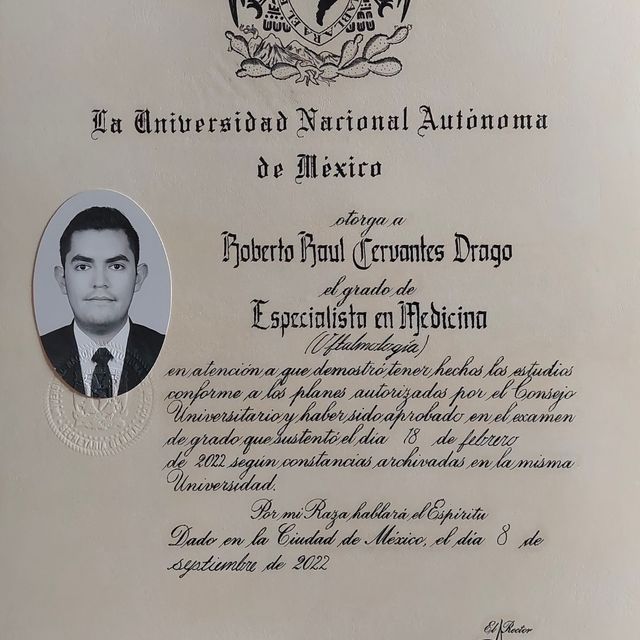 HABLARA EL
La Universidad Nacional Autónoma
de México
otorga a
Roberto Raul Cervantes Drago
el grado de
Especialista en Medicina
(Oftalmología)
en atención a que demostró tener hechos los estudios
conforme a los planes autorizados por el Consejo
Universitario y haber sido aprobado en el examen
de grado que sustentó el día 18 de febrero
de 2022 según constancias archivadas en la misma
Universidad.
Por mi Raza hablará el Espíritu
Dado en la Ciudad de México, el día 8 de
septiembre de 2022
El Rector